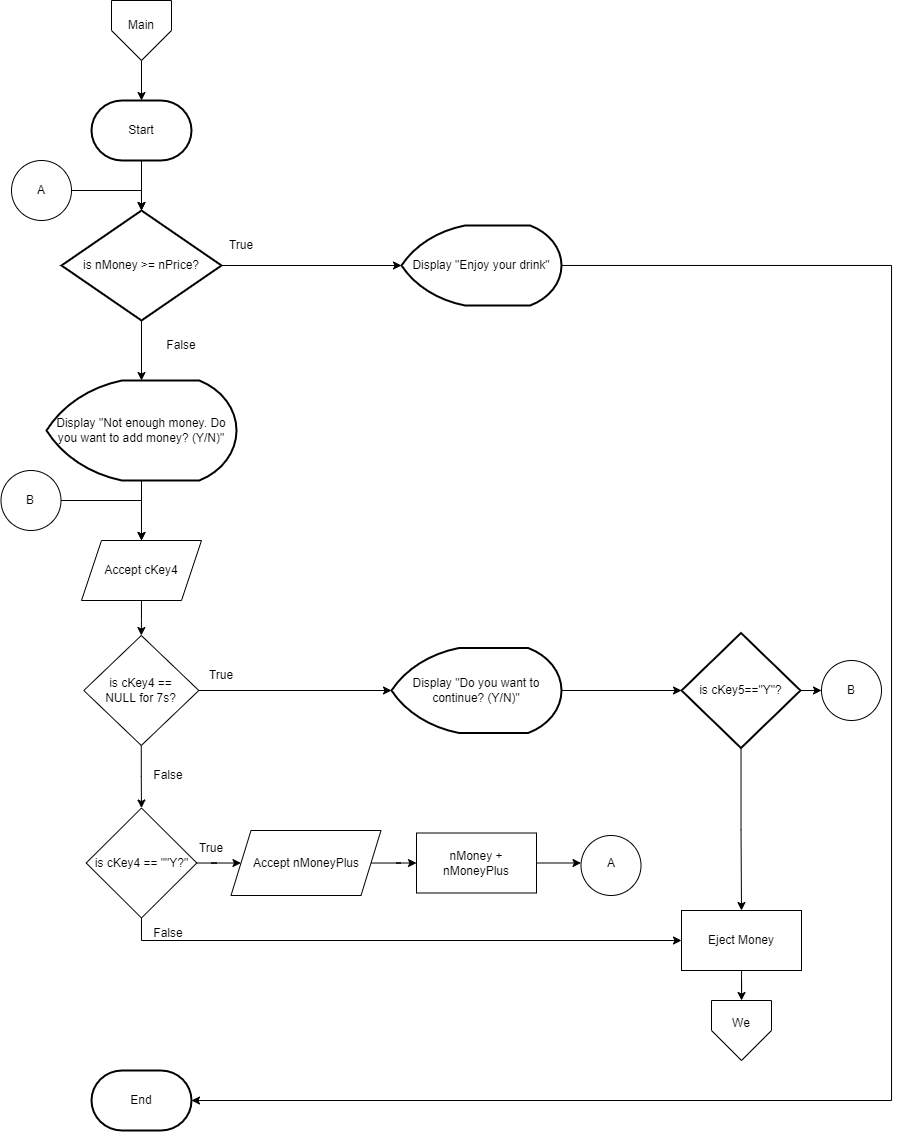 Main
Start
A
is nMoney >= nPrice?
True
Display "Enjoy your drink"
False
Display "Not enough money. Do
you want to add money? (Y/N)"
B
Accept cKey4
is cKey4 ==
NULL for 7s?
True
Display "Do you want to
continue? (Y/N)"
is cKey5=="Y"?
B
False
is cKey4 == ""Y?"
True
Accept nMoneyPlus
nMoney +
nMoneyPlus
A
False
Eject Money
We
End